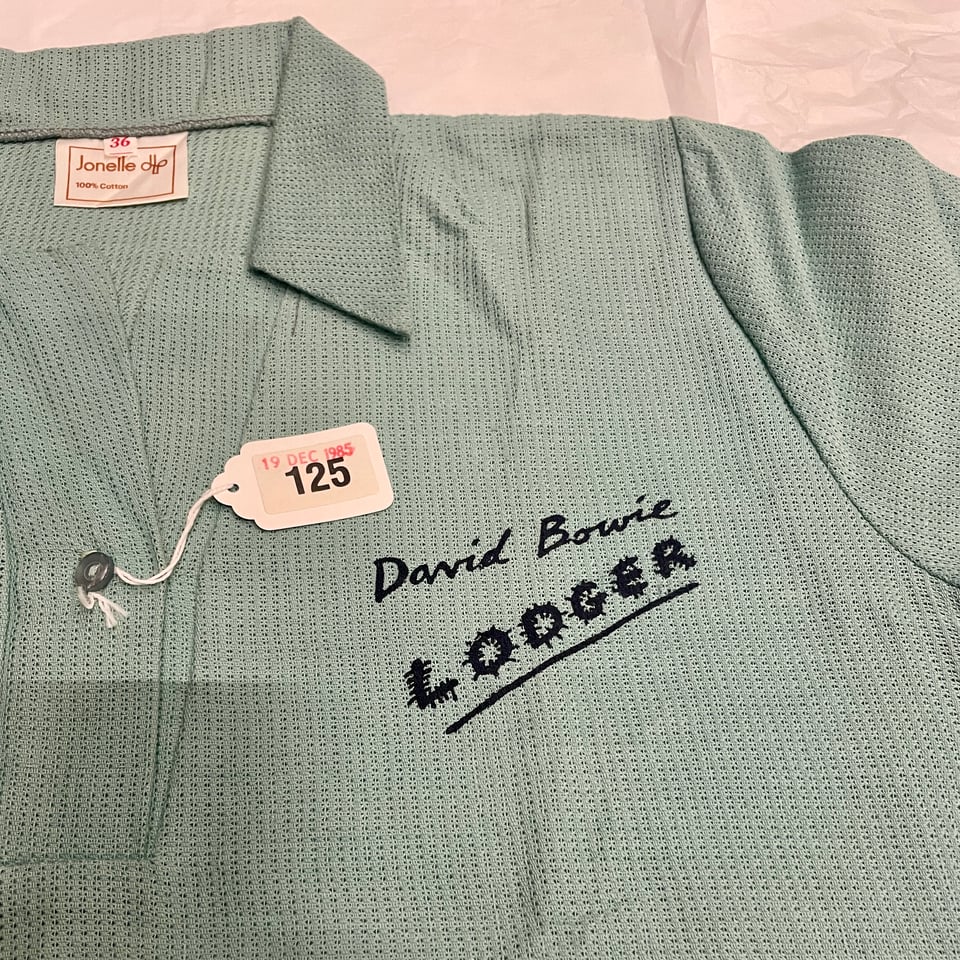 36
Jonelle
100% Cotton
19 DEC 1985
125
David Bowie
LODGER